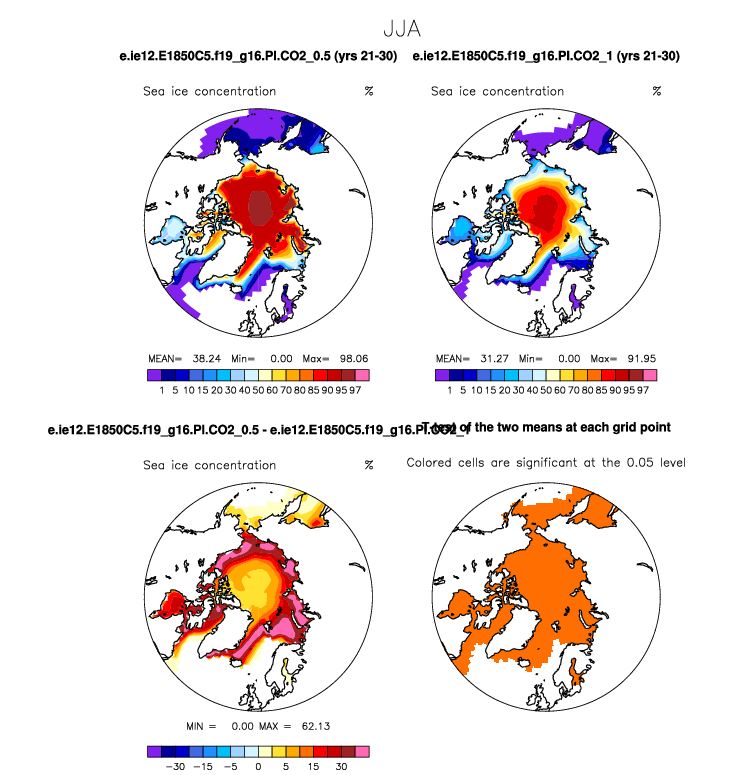 JJA
e.ie12.E1850C5.f19_g16.PI.CO2_0.5 (yrs 21-30)
e.ie12.E1850C5.f19_g16.PI.CO2_1 (yrs 21-30)
Sea ice concentration %
Sea ice concentration %
MEAN= 38.24 Min= 0.00 Max= 98.06
MEAN= 31.27 Min= 0.00 Max= 91.95
1 5 10 15 20 30 40 50 60 70 80 85 90 95 97
1 5 10 15 20 30 40 50 60 70 80 85 90 95 97
e.ie12.E1850C5.f19_g16.PI.CO2_0.5 - e.ie12.E1850C5.f19_g16.PI.CO2_1
T-test of the two means at each grid point
Sea ice concentration %
Colored cells are significant at the 0.05 level
MIN = 0.00 MAX = 62.13
-30 -15 -5 0 5 15 30